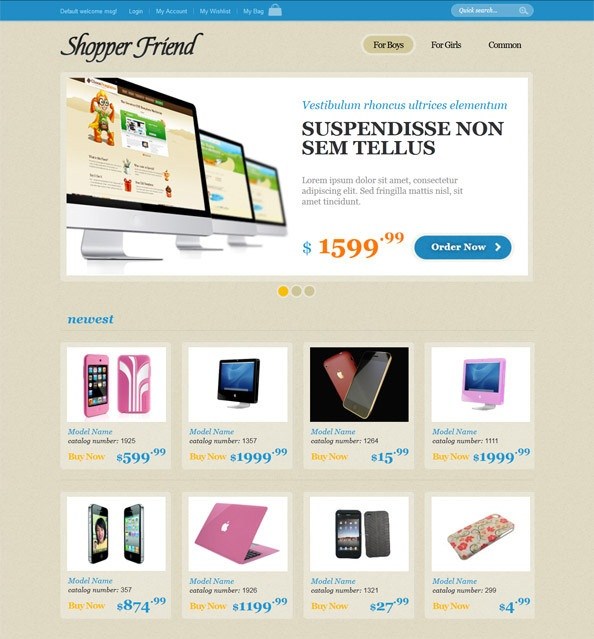 Default welcome msg! Login | My Account | My Wishlist | My Bag Quick search...
Shopper Friend For Boys For Girls Common
Vestibulum rhoncus ultrices elementum
SUSPENDISSE NON
SEM TELLUS
Lorem ipsum dolor sit amet, consectetur
adipiscing elit. Sed fringilla mattis nisl, sit
amet tincidunt.
$ 1599.99 Order Now
newest
Model Name
catalog number: 1925
Buy Now $599.99
Model Name
catalog number: 1357
Buy Now $1999.99
Model Name
catalog number: 1264
Buy Now $15.99
Model Name
catalog number: 1111
Buy Now $1999.99
Model Name
catalog number: 357
Buy Now $874.99
Model Name
catalog number: 1926
Buy Now $1199.99
Model Name
catalog number: 1321
Buy Now $27.99
Model Name
catalog number: 299
Buy Now $4.99